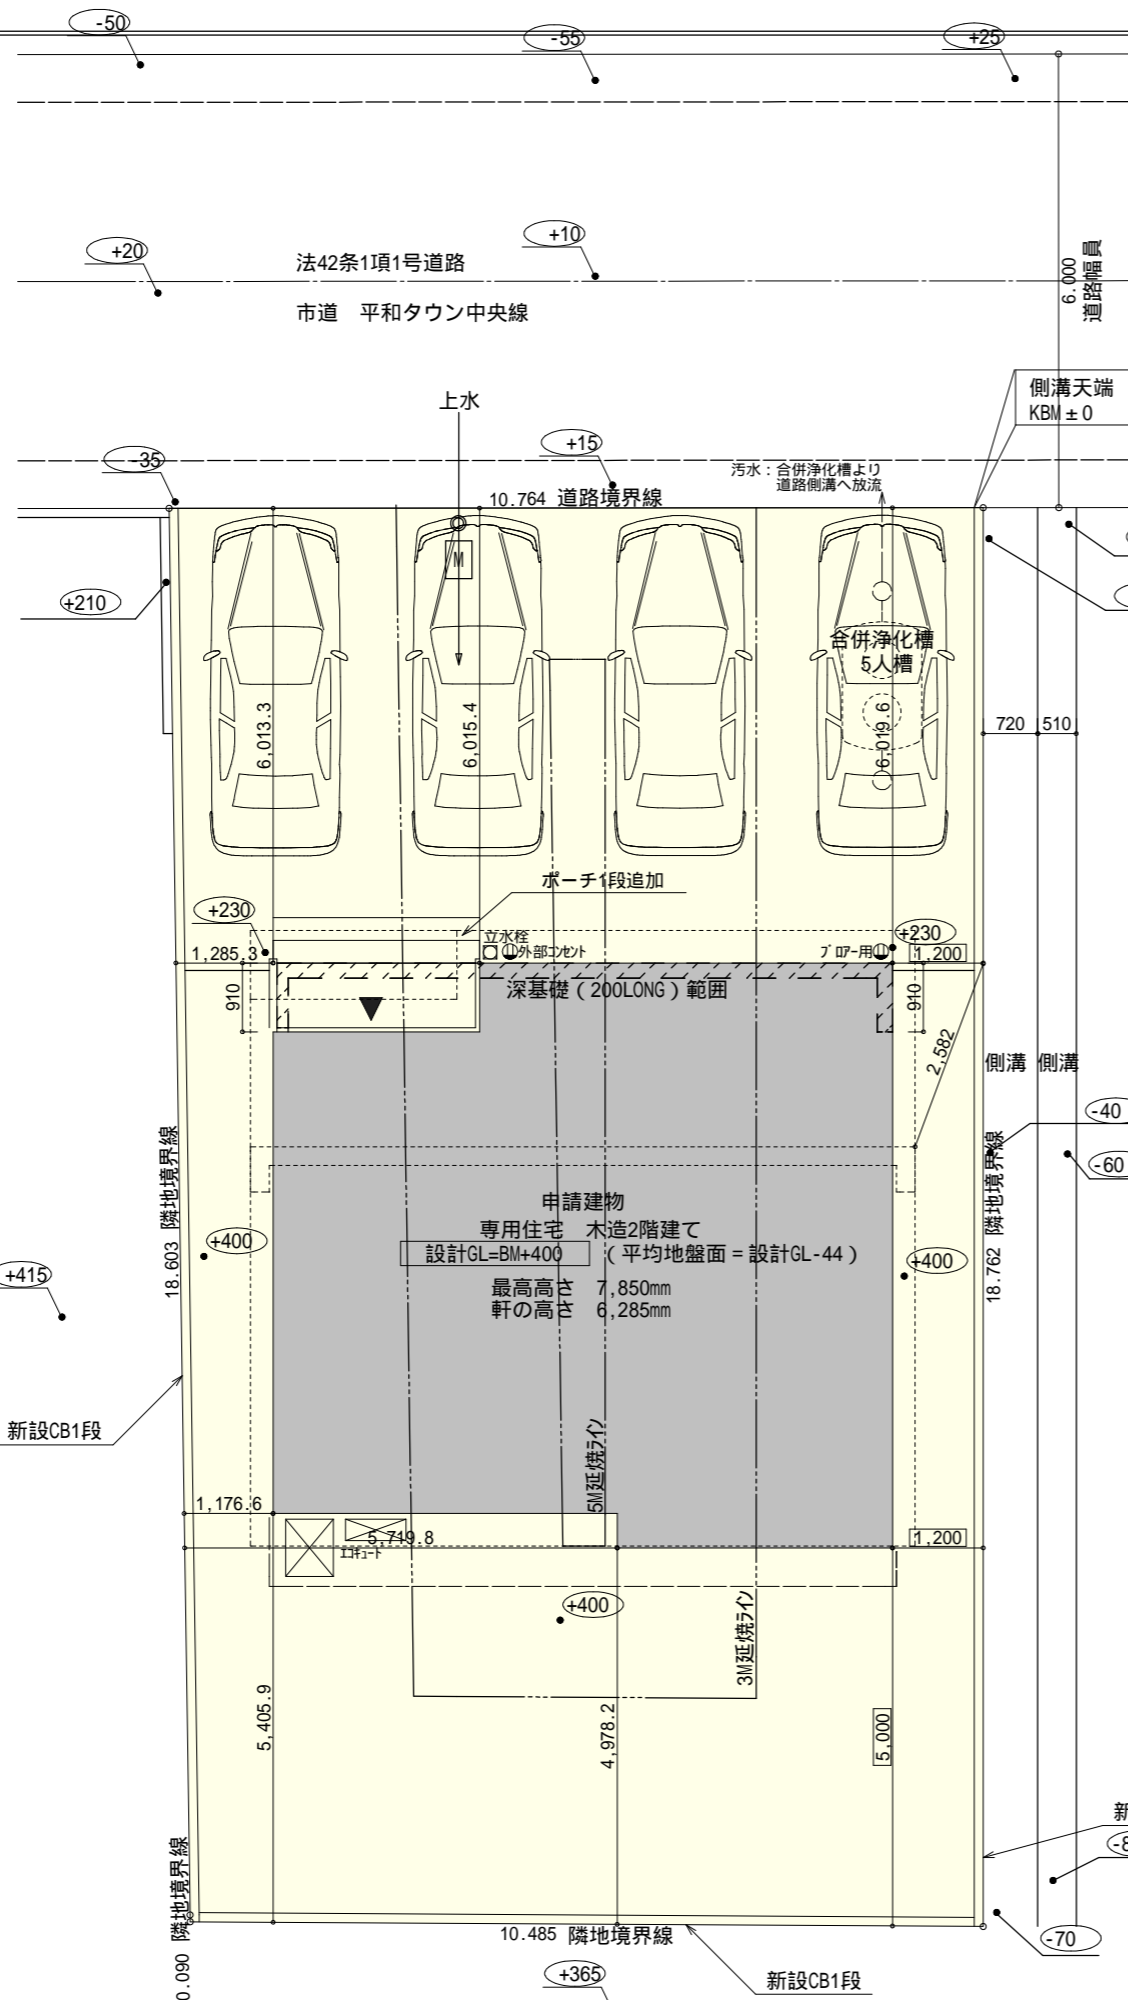 -50
-55
+25
+20
+10
法42条1項1号道路
市道　平和タウン中央線
6.000
道路幅員
側溝天端
KBM±0
上水
-35
+15
汚水：合併浄化槽より
道路側溝へ放流
10.764 道路境界線
M
+210
合併浄化槽
5人槽
6,013.3
6,015.4
6,019.6
720
510
ポーチ1段追加
+230
立水栓
外部コンセント
ブロアー用
+230
1,285.3
1,200
910
深基礎（200LONG）範囲
910
2,582
側溝
側溝
-40
-60
18.603 隣地境界線
18.762 隣地境界線
申請建物
専用住宅　木造2階建て
設計GL=BM+400
（平均地盤面＝設計GL-44）
+400
+400
+415
最高高さ　7,850mm
軒の高さ　6,285mm
新設CB1段
5M延焼ライン
1,176.6
5,719.8
エコキュート
1,200
+400
3M延焼ライン
5,405.9
4,978.2
5,000
新
-8
0.090 隣地境界線
10.485 隣地境界線
-70
+365
新設CB1段